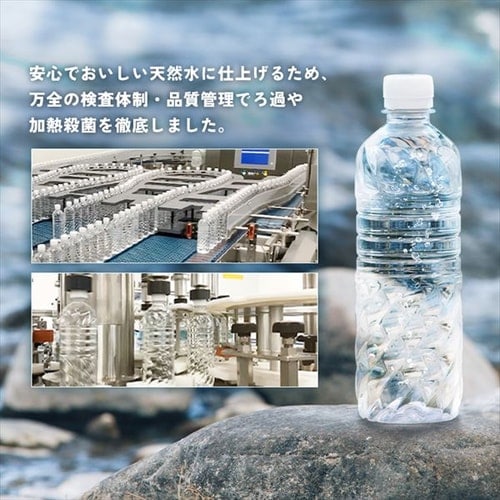 安心でおいしい天然水に仕上げるため、
万全の検査体制・品質管理でろ過や
加熱殺菌を徹底しました。